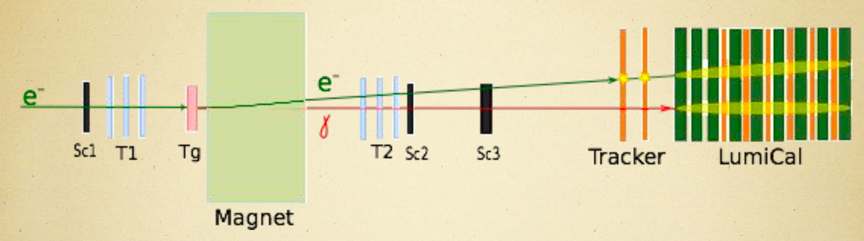 e⁻
e⁻
γ
Sc1 T1 Tg T2 Sc2 Sc3 Tracker LumiCal
Magnet